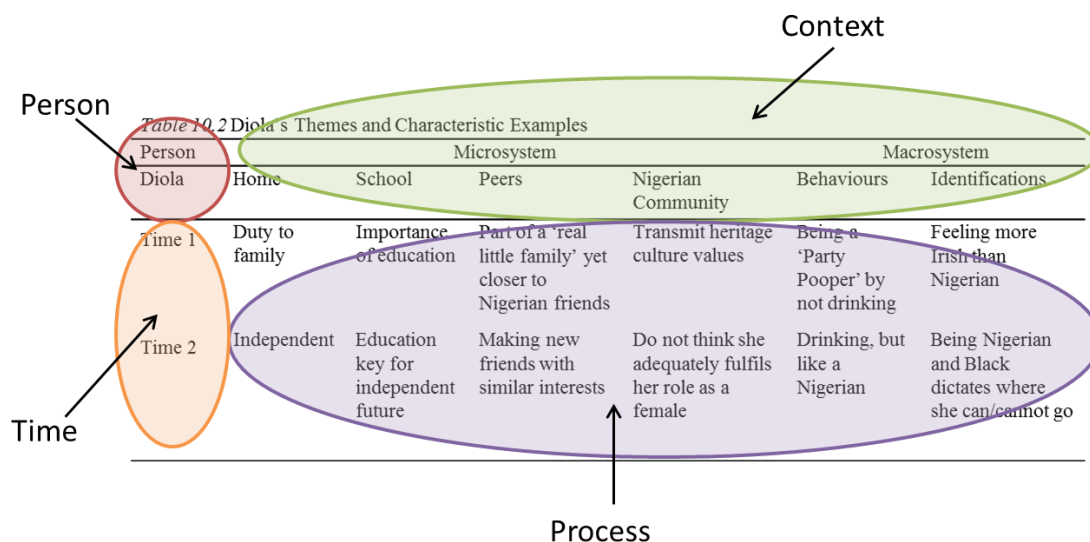 Context
Person
Table 10.2 Diola's Themes and Characteristic Examples
Person Microsystem Macrosystem
Diola Home School Peers Nigerian Behaviours Identifications
Community
Time 1 Duty to Importance Part of a 'real Transmit heritage Being a Feeling more
family of education little family' yet culture values 'Party Irish than
closer to Pooper' by Nigerian
Nigerian friends not drinking
Time 2 Independent Education Making new Do not think she Drinking, but Being Nigerian
key for friends with adequately fulfils like a and Black
independent similar interests her role as a Nigerian dictates where
future female she can/cannot go
Time
Process